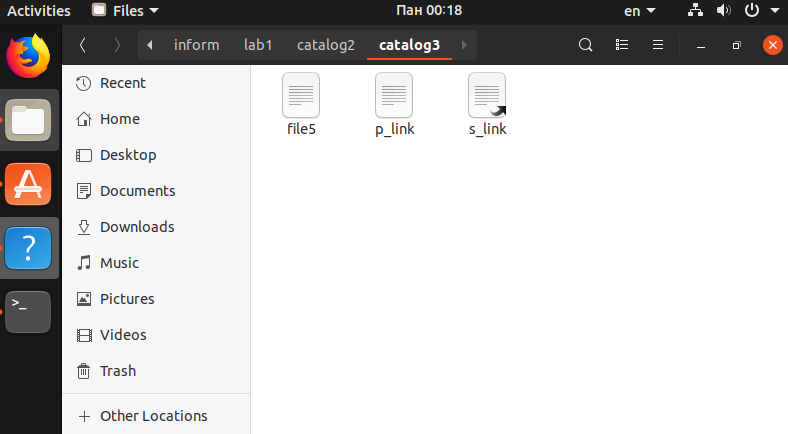 Activities Files Пан 00:18 en
inform lab1 catalog2 catalog3
Recent
Home
Desktop
Documents
Downloads
Music
Pictures
Videos
Trash
Other Locations
file5 p_link s_link
>_